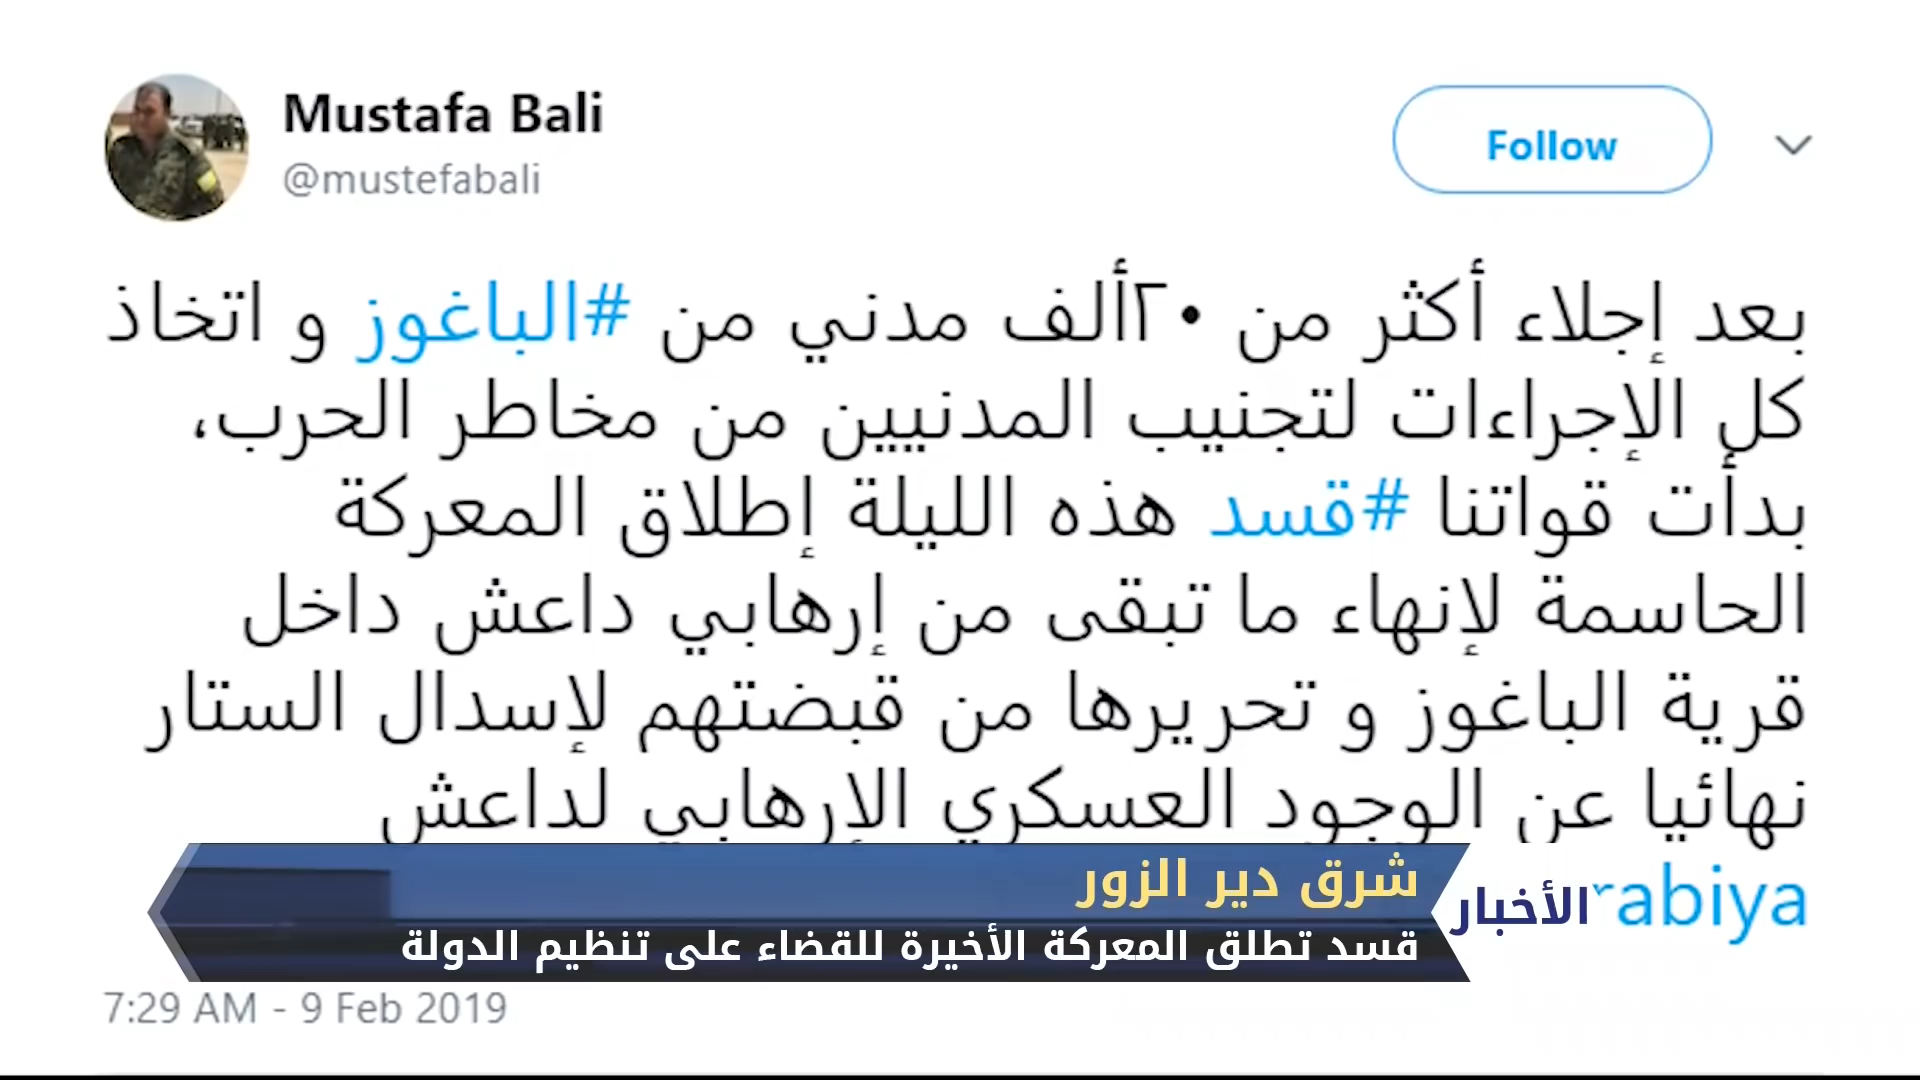 Mustafa Bali
@mustefabali
Follow
بعد إجلاء أكثر من ٢٠ألف مدني من #الباغوز و اتخاذ
كل الإجراءات لتجنيب المدنيين من مخاطر الحرب،
بدأت قواتنا #قسد هذه الليلة إطلاق المعركة
الحاسمة لإنهاء ما تبقى من إرهابي داعش داخل
قرية الباغوز و تحريرها من قبضتهم لإسدال الستار
نهائيا عن الوجود العسكري الإرهابي لداعش
rabiya
الأخبار
شرق دير الزور
قسد تطلق المعركة الأخيرة للقضاء على تنظيم الدولة
7:29 AM - 9 Feb 2019